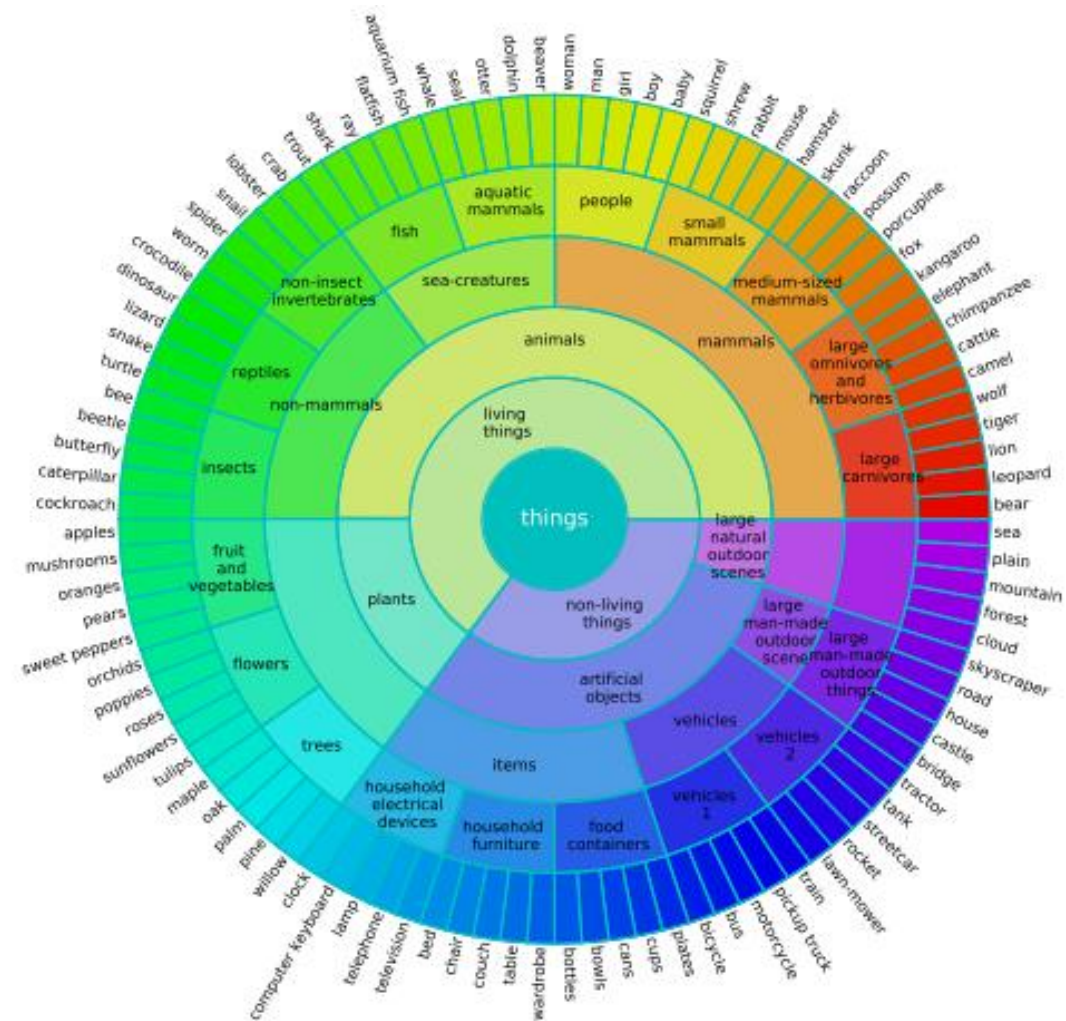 things
living
things
non-living
things
animals
plants
artificial
objects
large
natural
outdoor
scenes
sea-creatures
mammals
non-mammals
items
vehicles
large
man-made
outdoor
scene
aquatic
mammals
people
small
mammals
medium-sized
mammals
large
omnivores
and
herbivores
large
carnivores
large
man-made
outdoor
things
vehicles
2
vehicles
1
food
containers
household
furniture
household
electrical
devices
trees
flowers
fruit
and
vegetables
insects
reptiles
non-insect
invertebrates
fish
women
man
girl
boy
baby
squirrel
shrew
rabbit
mouse
hamster
skunk
raccoon
possum
porcupine
fox
kangaroo
elephant
chimpanzee
cattle
camel
wolf
tiger
lion
leopard
bear
sea
plain
mountain
forest
cloud
skyscraper
road
house
castle
bridge
tractor
tank
streetcar
rocket
lawn-mower
train
pickup truck
motorcycle
bus
bicycle
plates
cups
cans
bowls
bottles
wardrobe
table
couch
chair
bed
television
telephone
lamp
computer keyboard
clock
willow
pine
palm
oak
maple
tulips
sunflowers
roses
poppies
orchids
sweet peppers
pears
oranges
mushrooms
apples
cockroach
caterpillar
butterfly
beetle
bee
turtle
snake
lizard
dinosaur
crocodile
worm
spider
snail
lobster
crab
trout
shark
ray
flatfish
aquarium fish
whale
seal
otter
dolphin
beaver